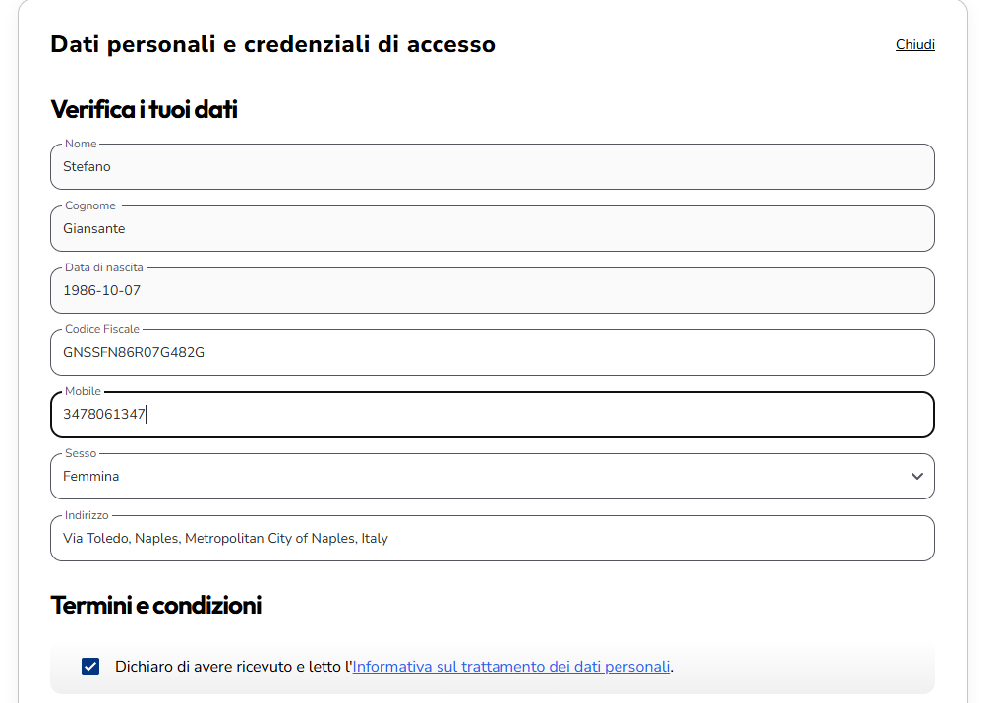 Dati personali e credenziali di accesso
Chiudi
Verifica i tuoi dati
Nome
Stefano
Cognome
Giansante
Data di nascita
1986-10-07
Codice Fiscale
GNSSFN86R07G482G
Mobile
3478061347
Sesso
Femmina
Indirizzo
Via Toledo, Naples, Metropolitan City of Naples, Italy
Termini e condizioni
Dichiaro di avere ricevuto e letto l'Informativa sul trattamento dei dati personali.